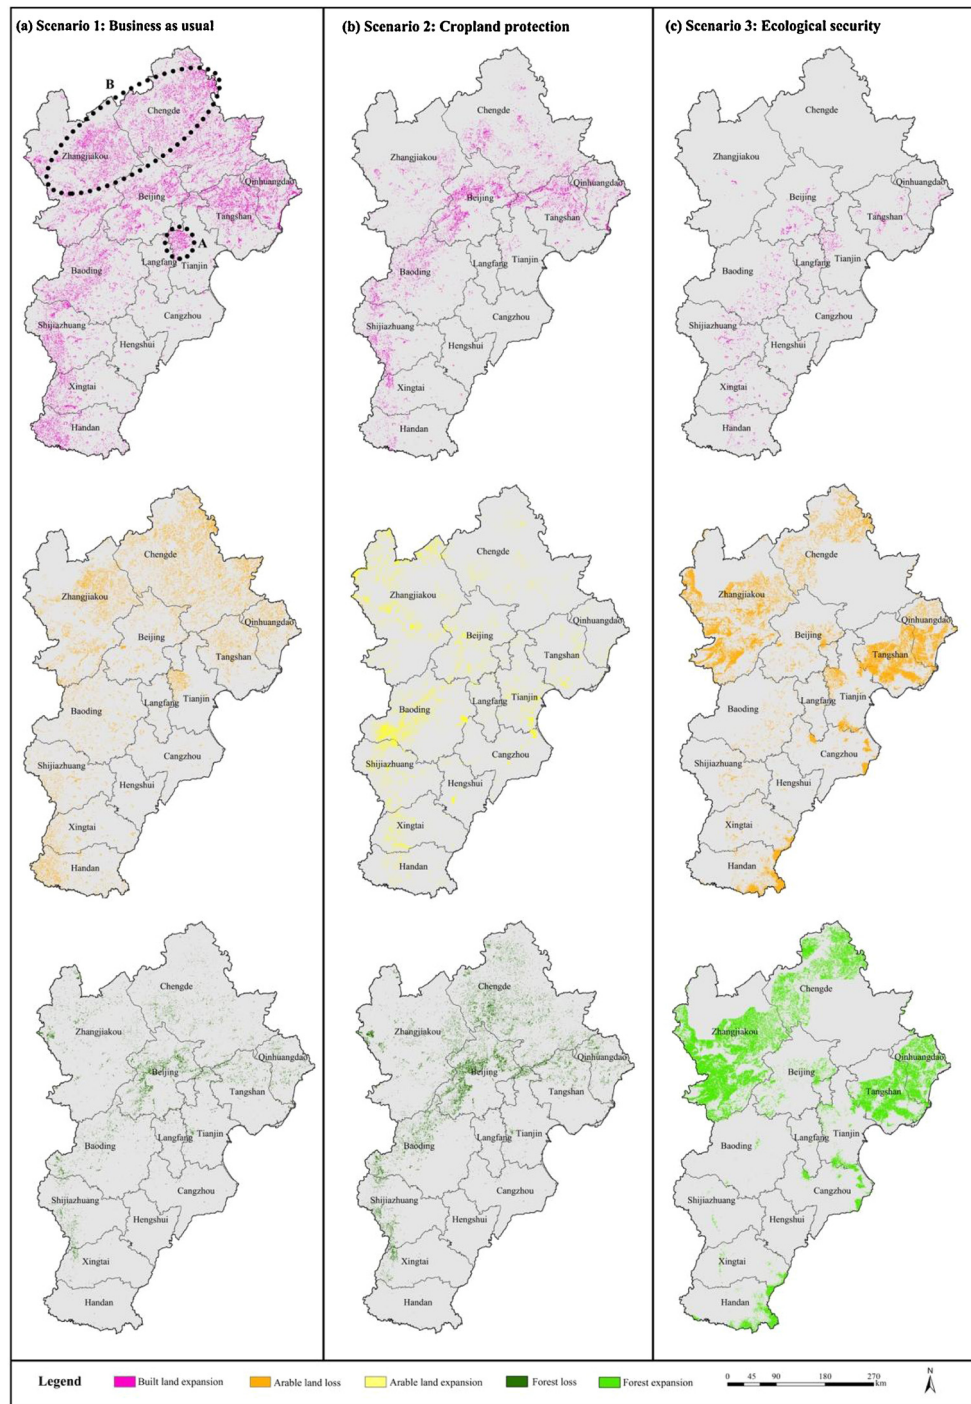 (a) Scenario 1: Business as usual
(b) Scenario 2: Cropland protection
(c) Scenario 3: Ecological security
B
Chengde
Zhangjiakou
Qinhuangdao
Beijing
Tangshan
A
Langfang
Tianjin
Baoding
Cangzhou
Shijiazhuang
Hengshui
Xingtai
Handan
Chengde
Zhangjiakou
Qinhuangdao
Beijing
Tangshan
Baoding
Langfang
Tianjin
Cangzhou
Shijiazhuang
Hengshui
Xingtai
Handan
Chengde
Zhangjiakou
Qinhuangdao
Beijing
Tangshan
Baoding
Langfang
Tianjin
Cangzhou
Shijiazhuang
Hengshui
Xingtai
Handan
Chengde
Zhangjiakou
Qinhuangdao
Beijing
Tangshan
Baoding
Langfang
Tianjin
Cangzhou
Shijiazhuang
Hengshui
Xingtai
Handan
Chengde
Zhangjiakou
Qinhuangdao
Beijing
Tangshan
Baoding
Langfang
Tianjin
Cangzhou
Shijiazhuang
Hengshui
Xingtai
Handan
Chengde
Zhangjiakou
Qinhuangdao
Beijing
Tangshan
Baoding
Langfang
Tianjin
Cangzhou
Shijiazhuang
Hengshui
Xingtai
Handan
Chengde
Zhangjiakou
Qinhuangdao
Beijing
Tangshan
Baoding
Langfang
Tianjin
Cangzhou
Shijiazhuang
Hengshui
Xingtai
Handan
Chengde
Zhangjiakou
Qinhuangdao
Beijing
Tangshan
Baoding
Langfang
Tianjin
Cangzhou
Shijiazhuang
Hengshui
Xingtai
Handan
Chengde
Zhangjiakou
Qinhuangdao
Beijing
Tangshan
Baoding
Langfang
Tianjin
Cangzhou
Shijiazhuang
Hengshui
Xingtai
Handan
Legend
Built land expansion
Arable land loss
Arable land expansion
Forest loss
Forest expansion
0 45 90 180 270
km
N